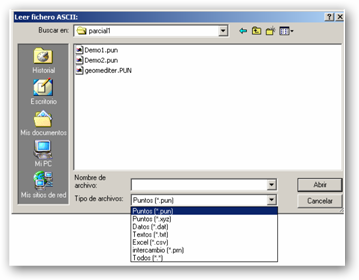 Leer fichero ASCII:
Buscar en: parcial1
Demo1.pun
Demo2.pun
geomediter.PUN
Historial
Escritorio
Mis documentos
Mi PC
Mis sitios de red
Nombre de archivo:
Abrir
Tipo de archivos: Puntos (*.pun)
Cancelar
Puntos (*.pun)
Puntos (*.xyz)
Datos (*.dat)
Textos (*.txt)
Excel (*.csv)
intercambio (*.prn)
Todos (*.*)